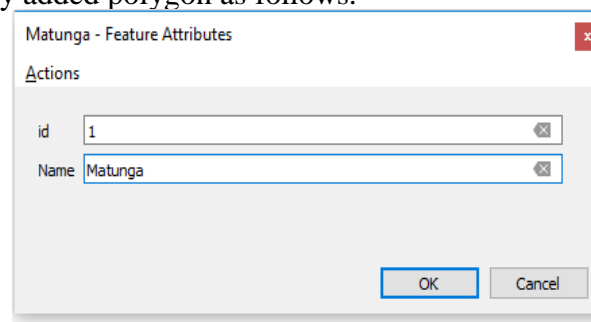 y added polygon as follows.
Matunga - Feature Attributes
x
Actions
id 1
Name Matunga
OK Cancel